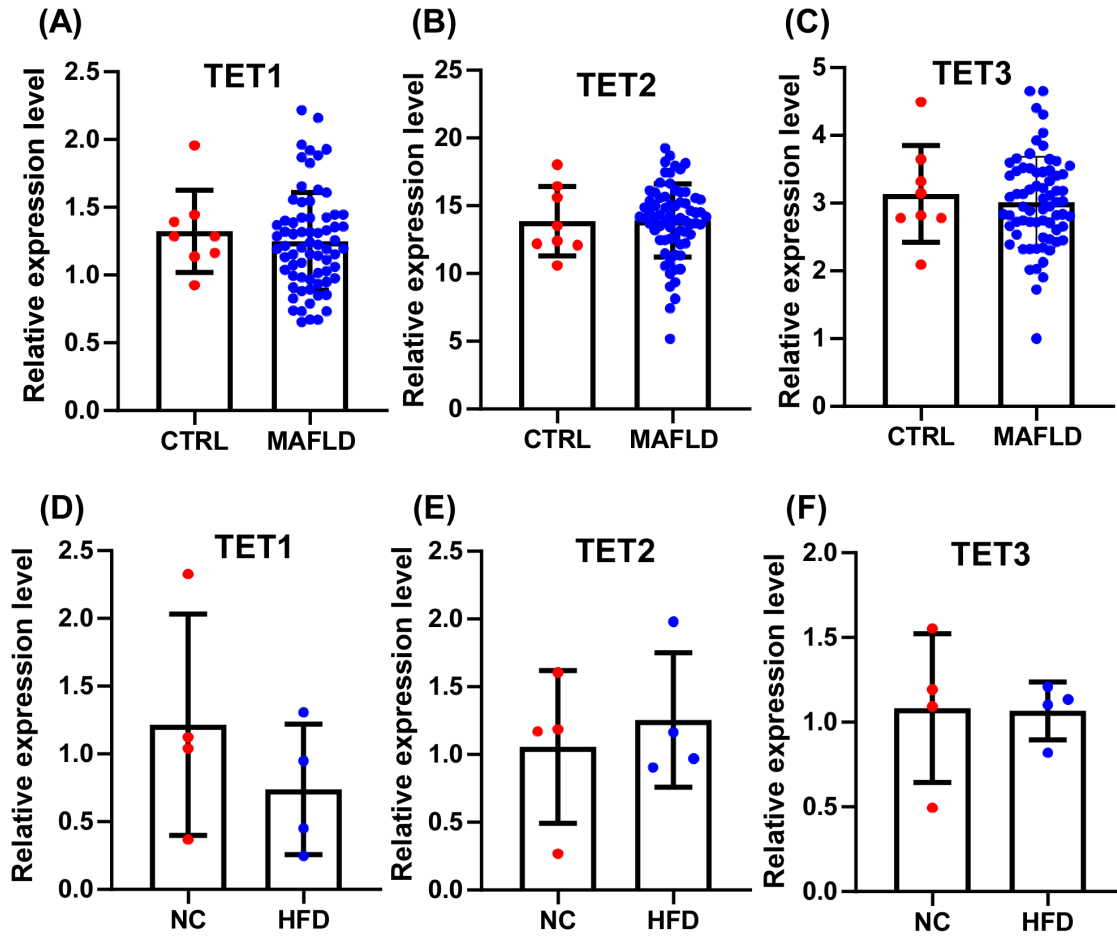 (A)
TET1
Relative expression level
2.5
2.0
1.5
1.0
0.5
0.0
CTRL
MAFLD
(B)
TET2
Relative expression level
25
20
15
10
5
0
CTRL
MAFLD
(C)
TET3
Relative expression level
5
4
3
2
1
0
CTRL
MAFLD
(D)
TET1
Relative expression level
2.5
2.0
1.5
1.0
0.5
0.0
NC
HFD
(E)
TET2
Relative expression level
2.5
2.0
1.5
1.0
0.5
0.0
NC
HFD
(F)
TET3
Relative expression level
2.0
1.5
1.0
0.5
0.0
NC
HFD